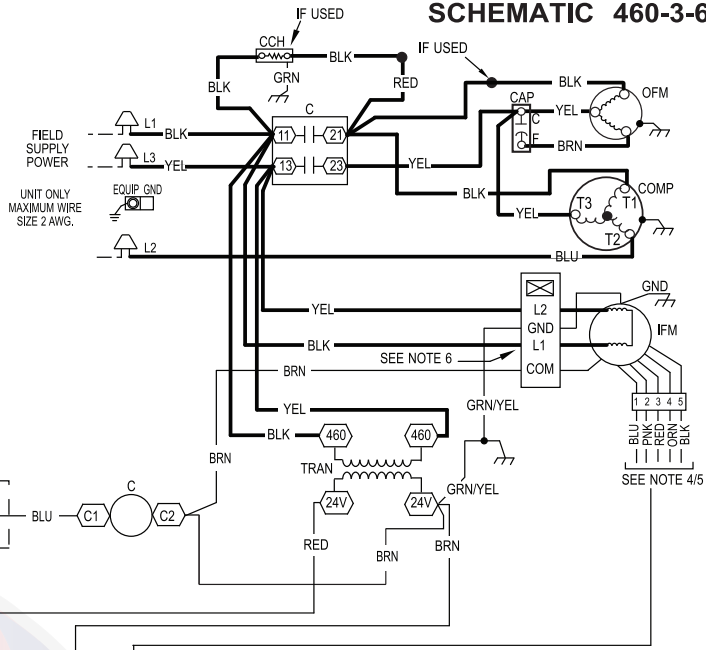 SCHEMATIC 460-3-6
IF USED
CCH
BLK
GRN
BLK
RED
IF USED
BLK
OFM
CAP
C
F
YEL
BRN
C
11
21
13
23
FIELD
SUPPLY
POWER
L1
BLK
L3
YEL
YEL
UNIT ONLY
MAXIMUM WIRE
SIZE 2 AWG.
EQUIP GND
BLK
COMP
T3
T1
T2
YEL
L2
BLU
YEL
L2
GND
L1
COM
GND
IFM
BLK
SEE NOTE 6
BRN
GRN/YEL
1 2 3 4 5
BLU
PNK
RED
ORN
BLK
SEE NOTE 4/5
YEL
BLK
460
460
BRN
TRAN
24V
24V
GRN/YEL
C
BLU
C1
C2
RED
BRN
BRN